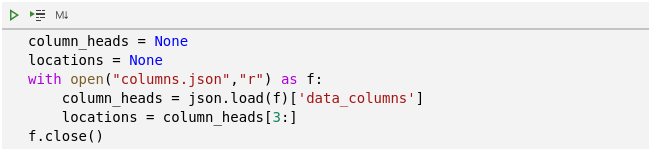 M↓
column_heads = None
locations = None
with open("columns.json","r") as f:
    column_heads = json.load(f)['data_columns']
    locations = column_heads[3:]
f.close()